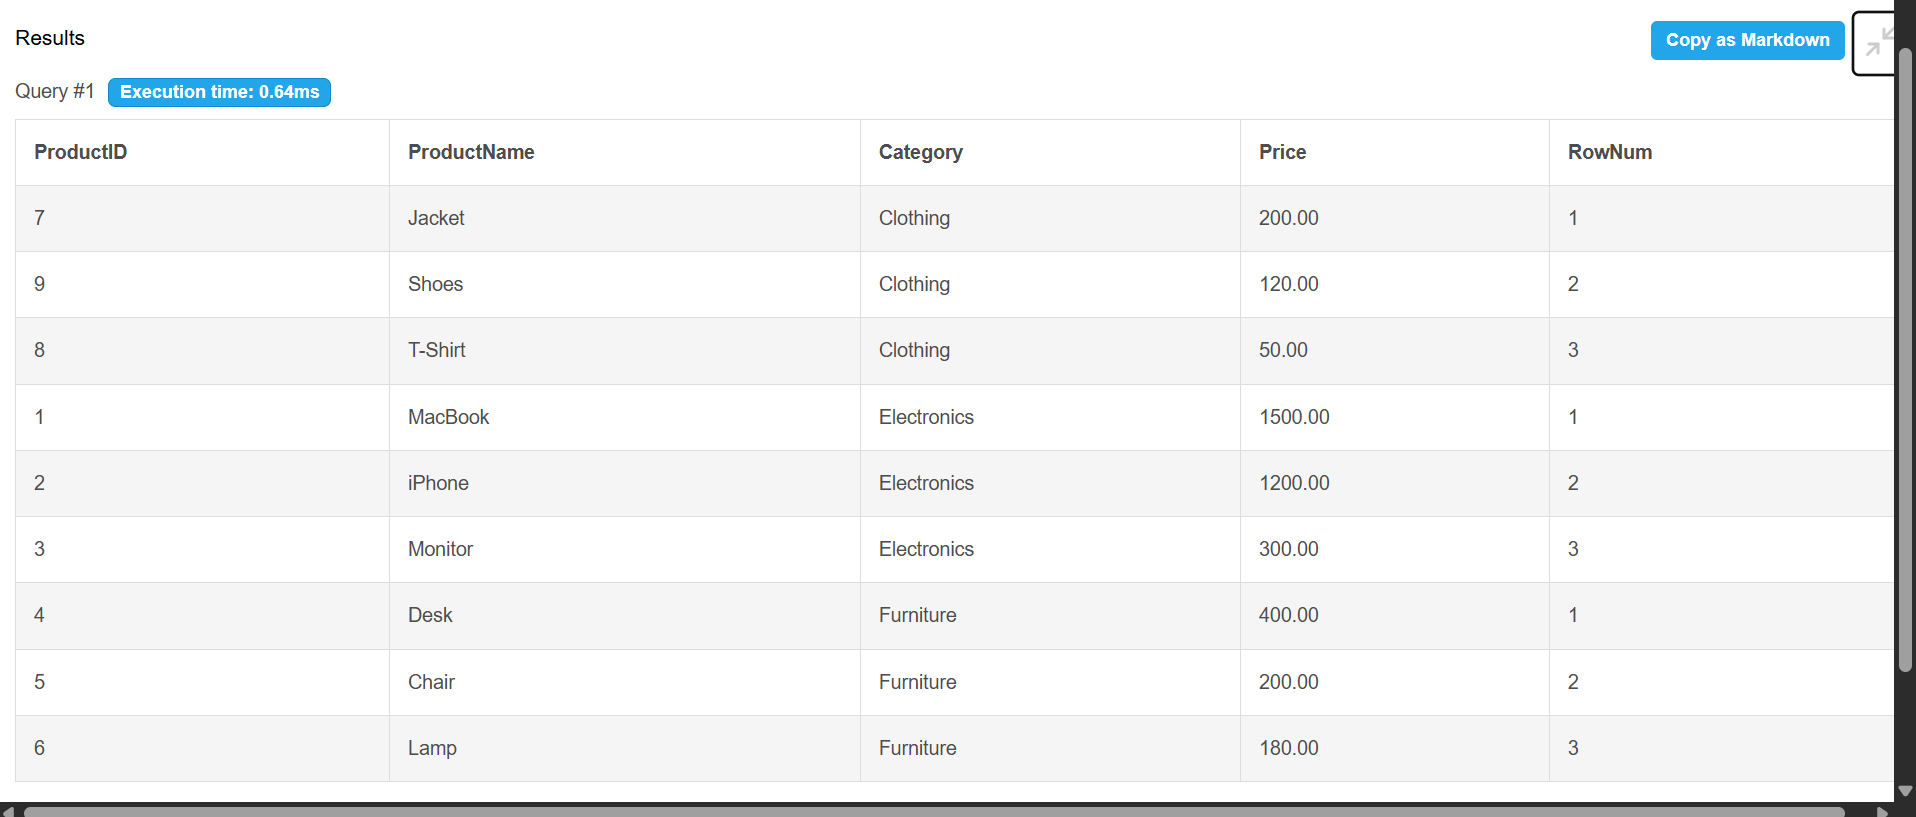 Results
Copy as Markdown
Query #1 Execution time: 0.64ms
ProductID ProductName Category Price RowNum
7 Jacket Clothing 200.00 1
9 Shoes Clothing 120.00 2
8 T-Shirt Clothing 50.00 3
1 MacBook Electronics 1500.00 1
2 iPhone Electronics 1200.00 2
3 Monitor Electronics 300.00 3
4 Desk Furniture 400.00 1
5 Chair Furniture 200.00 2
6 Lamp Furniture 180.00 3